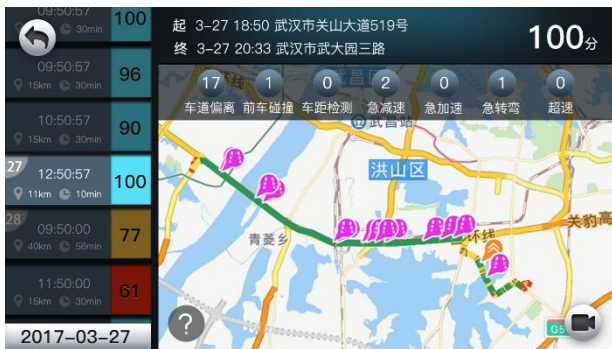 09:50:57
30min
100
09:50:57
15km 30min
96
10:50:57
15km 30min
90
27
12:50:57
11km 10min
100
28
09:50:00
40km 56min
77
11:50:00
15km 30min
61
2017-03-27
起 3-27 18:50 武汉市关山大道519号
终 3-27 20:33 武汉市武大园三路
100分
17 1 0 2 0 1 0
车道偏离 前车碰撞 车距检测 急减速 急加速 急转弯 超速
武昌站
洪山区
青菱乡
环线
关豹高
?
G5